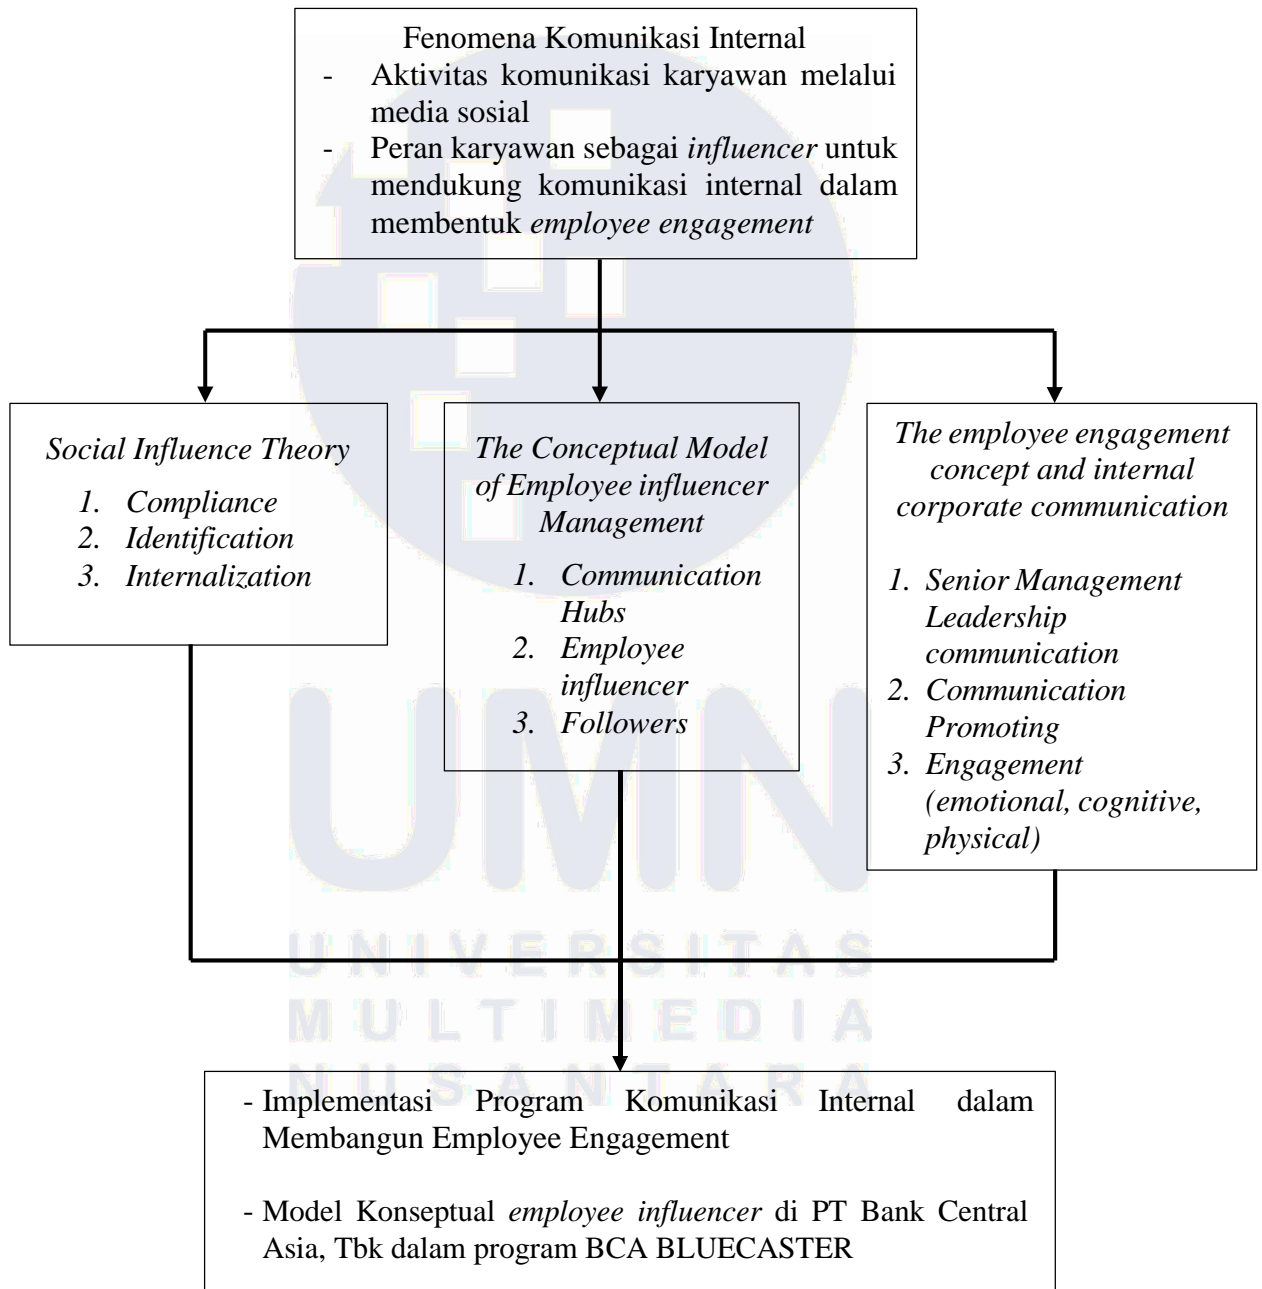 Fenomena Komunikasi Internal
- Aktivitas komunikasi karyawan melalui
media sosial
- Peran karyawan sebagai influencer untuk
mendukung komunikasi internal dalam
membentuk employee engagement
Social Influence Theory
1. Compliance
2. Identification
3. Internalization
The Conceptual Model
of Employee influencer
Management
1. Communication
Hubs
2. Employee
influencer
3. Followers
The employee engagement
concept and internal
corporate communication
1. Senior Management
Leadership
communication
2. Communication
Promoting
3. Engagement
(emotional, cognitive,
physical)
UMN
UNIVERSITAS
MULTIMEDIA
NUSANTARA
- Implementasi Program Komunikasi Internal dalam
Membangun Employee Engagement
- Model Konseptual employee influencer di PT Bank Central
Asia, Tbk dalam program BCA BLUECASTER